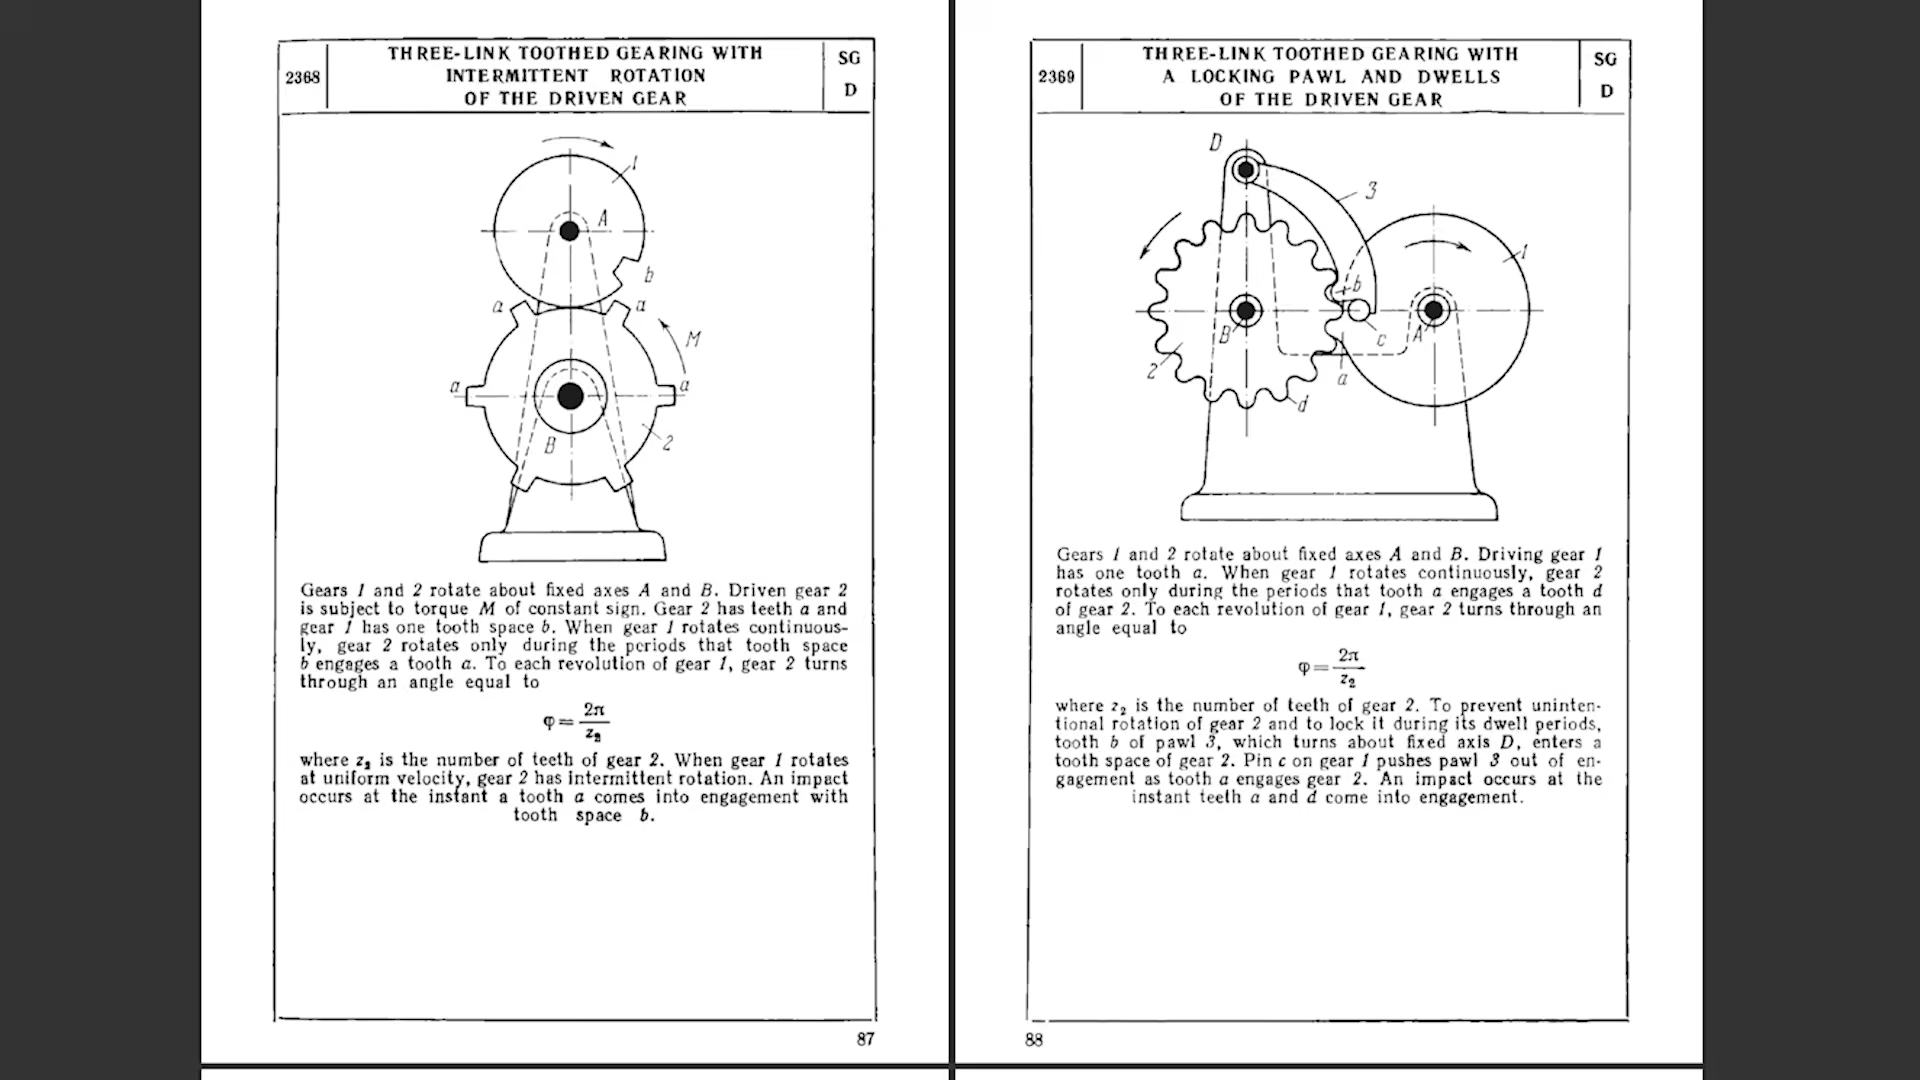 2368
THREE-LINK TOOTHED GEARING WITH
INTERMITTENT ROTATION
OF THE DRIVEN GEAR
SG
D
1
A
b
a
a
M
a
a
B
2
Gears 1 and 2 rotate about fixed axes A and B. Driven gear 2
is subject to torque M of constant sign. Gear 2 has teeth a and
gear 1 has one tooth space b. When gear 1 rotates continuous-
ly, gear 2 rotates only during the periods that tooth space
b engages a tooth a. To each revolution of gear 1, gear 2 turns
through an angle equal to
φ = 2π / z₂
where z₂ is the number of teeth of gear 2. When gear 1 rotates
at uniform velocity, gear 2 has intermittent rotation. An impact
occurs at the instant a tooth a comes into engagement with
tooth space b.
87
2369
THREE-LINK TOOTHED GEARING WITH
A LOCKING PAWL AND DWELLS
OF THE DRIVEN GEAR
SG
D
D
3
1
b
B
c
A
2
a
d
Gears 1 and 2 rotate about fixed axes A and B. Driving gear 1
has one tooth a. When gear 1 rotates continuously, gear 2
rotates only during the periods that tooth a engages a tooth d
of gear 2. To each revolution of gear 1, gear 2 turns through an
angle equal to
φ = 2π / z₂
where z₂ is the number of teeth of gear 2. To prevent uninten-
tional rotation of gear 2 and to lock it during its dwell periods,
tooth b of pawl 3, which turns about fixed axis D, enters a
tooth space of gear 2. Pin c on gear 1 pushes pawl 3 out of en-
gagement as tooth a engages gear 2. An impact occurs at the
instant teeth a and d come into engagement.
88